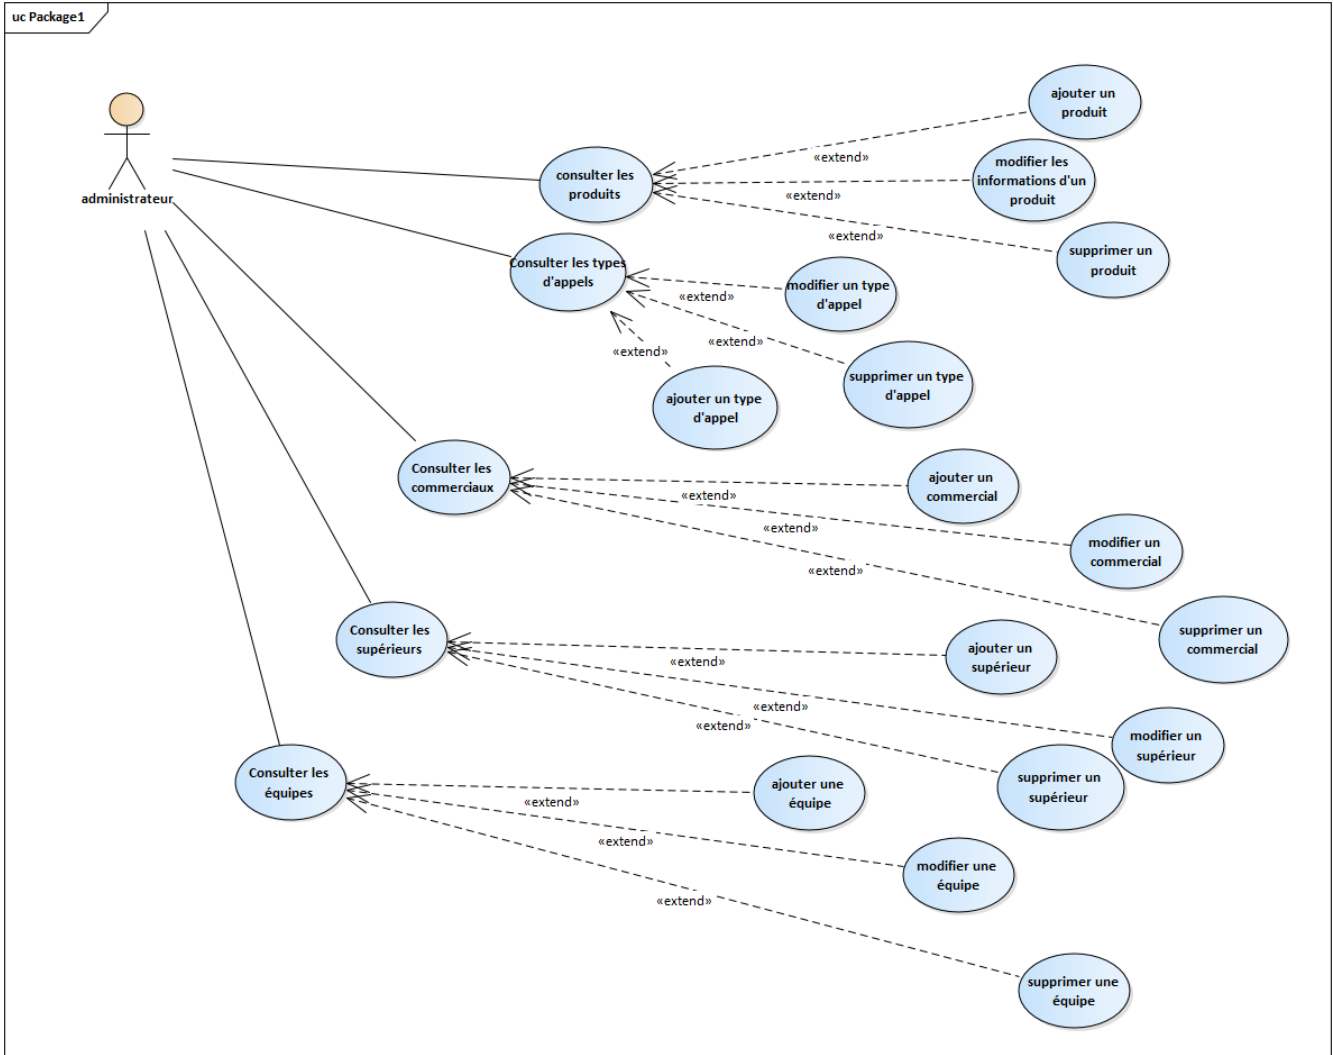 uc Package1
administrateur
consulter les
produits
ajouter un
produit
«extend»
modifier les
informations d'un
produit
«extend»
supprimer un
produit
«extend»
Consulter les types
d'appels
modifier un type
d'appel
«extend»
supprimer un type
d'appel
«extend»
ajouter un type
d'appel
«extend»
Consulter les
commerciaux
ajouter un
commercial
«extend»
modifier un
commercial
«extend»
supprimer un
commercial
«extend»
Consulter les
supérieurs
ajouter un
supérieur
«extend»
modifier un
supérieur
«extend»
supprimer un
supérieur
«extend»
Consulter les
équipes
ajouter une
équipe
«extend»
modifier une
équipe
«extend»
supprimer une
équipe
«extend»